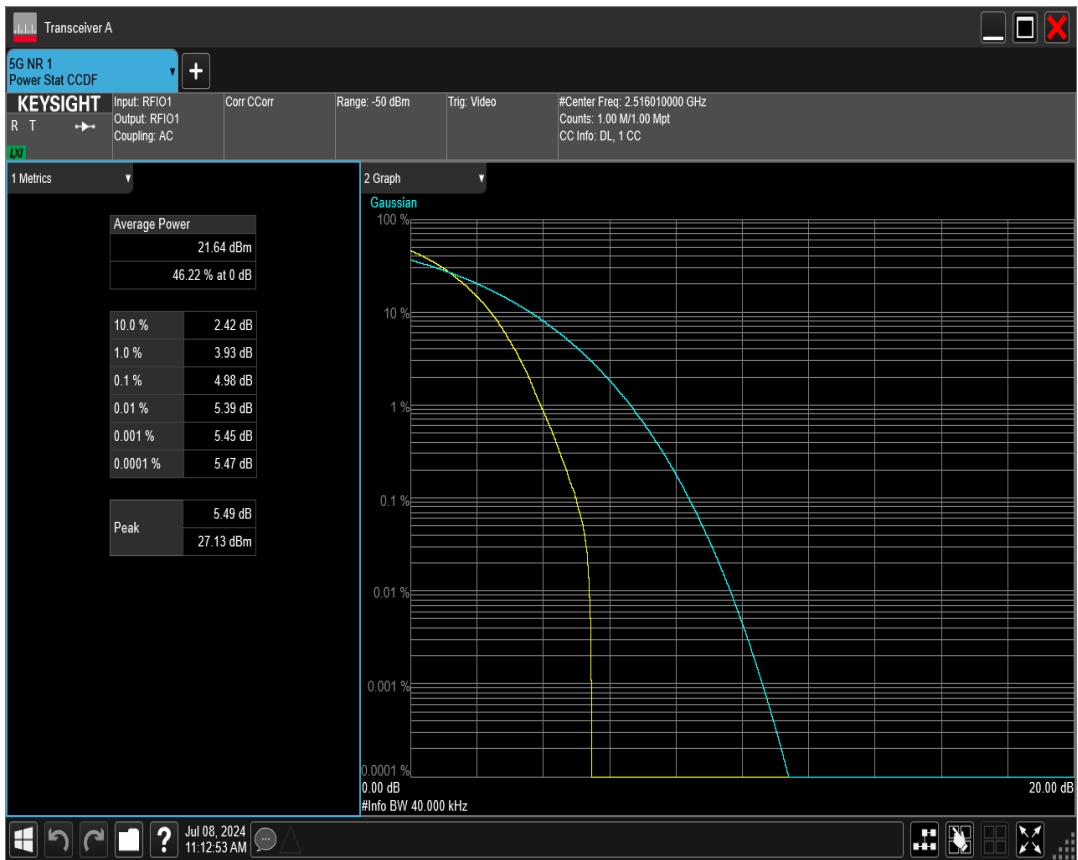 Transceiver A
5G NR 1
Power Stat CCDF
KEYSIGHT
R T
LXI
Input: RFIO1
Output: RFIO1
Coupling: AC
Corr CCorr
Range: -50 dBm
Trig: Video
#Center Freq: 2.516010000 GHz
Counts: 1.00 M/1.00 Mpt
CC Info: DL, 1 CC
1 Metrics
Average Power
21.64 dBm
46.22 % at 0 dB
10.0 % 2.42 dB
1.0 % 3.93 dB
0.1 % 4.98 dB
0.01 % 5.39 dB
0.001 % 5.45 dB
0.0001 % 5.47 dB
Peak
5.49 dB
27.13 dBm
2 Graph
Gaussian
100 %
10 %
1 %
0.1 %
0.01 %
0.001 %
0.0001 %
0.00 dB
20.00 dB
#Info BW 40.000 kHz
?
Jul 08, 2024
11:12:53 AM